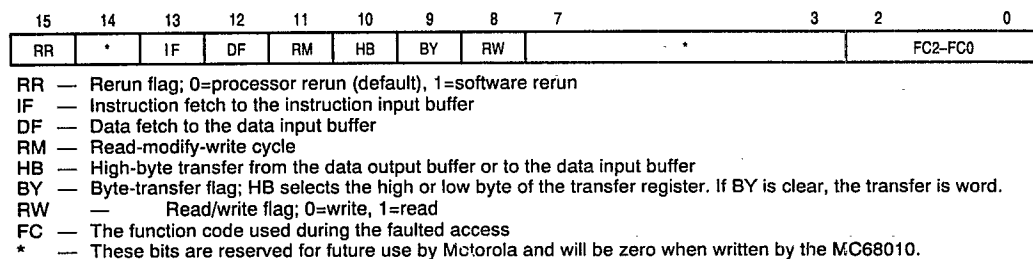 15 14 13 12 11 10 9 8 7 3 2 0
RR * IF DF RM HB BY RW * FC2–FC0
RR — Rerun flag; 0=processor rerun (default), 1=software rerun
IF — Instruction fetch to the instruction input buffer
DF — Data fetch to the data input buffer
RM — Read-modify-write cycle
HB — High-byte transfer from the data output buffer or to the data input buffer
BY — Byte-transfer flag; HB selects the high or low byte of the transfer register. If BY is clear, the transfer is word.
RW — Read/write flag; 0=write, 1=read
FC — The function code used during the faulted access
* — These bits are reserved for future use by Motorola and will be zero when written by the MC68010.